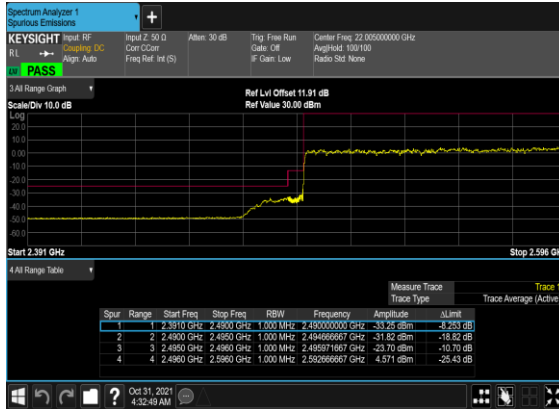 Spectrum Analyzer 1
Spurious Emissions
+
KEYSIGHT Input: RF Input Z: 50 Ω Atten: 30 dB Trig: Free Run Center Freq: 22.005000000 GHz
RL Coupling: DC Corr CCorr Gate: Off Avg|Hold: 100/100
Align: Auto Freq Ref: Int (S) IF Gain: Low Radio Std: None
PASS
3 All Range Graph
Ref Lvl Offset 11.91 dB
Scale/Div 10.0 dB Ref Value 30.00 dBm
Log
20.0
10.0
0.00
-10.0
-20.0
-30.0
-40.0
-50.0
-60.0
Start 2.391 GHz Stop 2.596 GH
4 All Range Table
Measure Trace Trace 1
Trace Type Trace Average (Active
Spur Range Start Freq Stop Freq RBW Frequency Amplitude ΔLimit
1 1 2.3910 GHz 2.4900 GHz 1.000 MHz 2.490000000 GHz -33.25 dBm -8.253 dB
2 2 2.4900 GHz 2.4950 GHz 1.000 MHz 2.494666667 GHz -31.82 dBm -18.82 dB
3 3 2.4950 GHz 2.4960 GHz 1.000 MHz 2.495971667 GHz -23.70 dBm -10.70 dB
4 4 2.4960 GHz 2.5960 GHz 1.000 MHz 2.592666667 GHz 4.571 dBm -25.43 dB
? Oct 31, 2021
4:32:49 AM